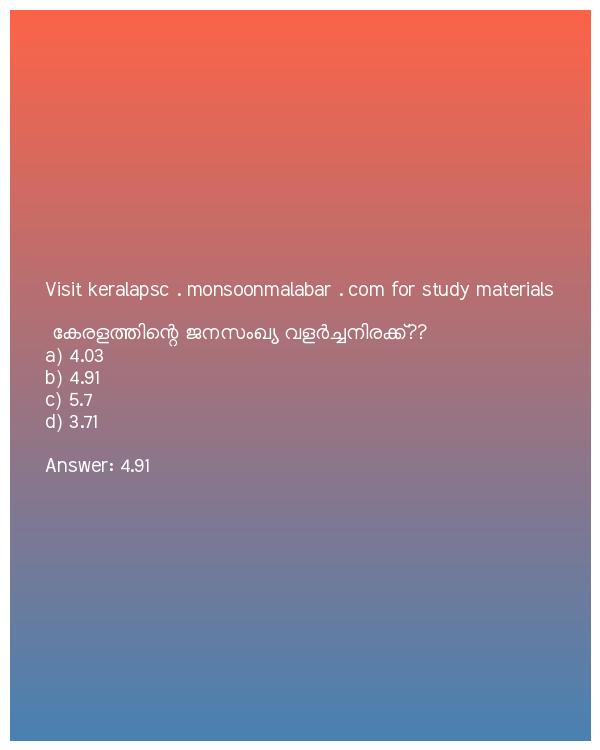 Visit keralapsc . monsoonmalabar . com for study materials
കേരളത്തിന്റെ ജനസംഖ്യ വളർച്ചനിരക്ക്??
a) 4.03
b) 4.91
c) 5.7
d) 3.71
Answer: 4.91